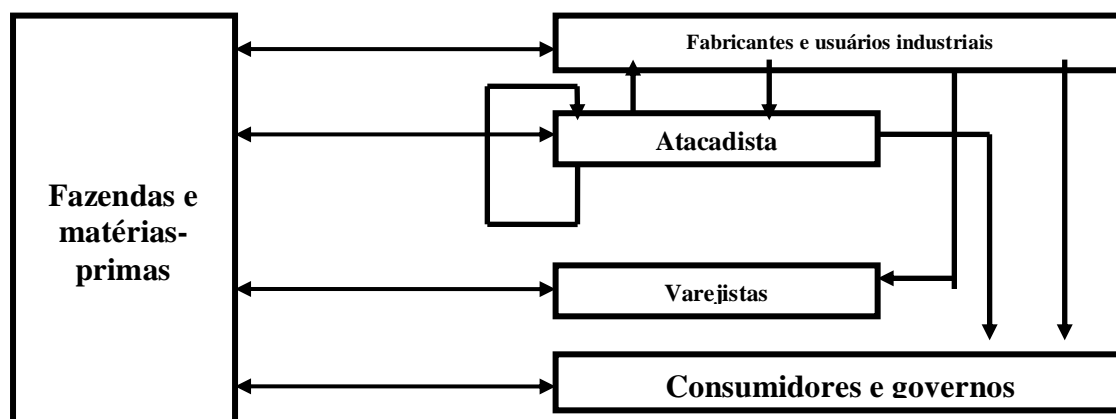 Fabricantes e usuários industriais
Atacadista
Fazendas e
matérias-
primas
Varejistas
Consumidores e governos